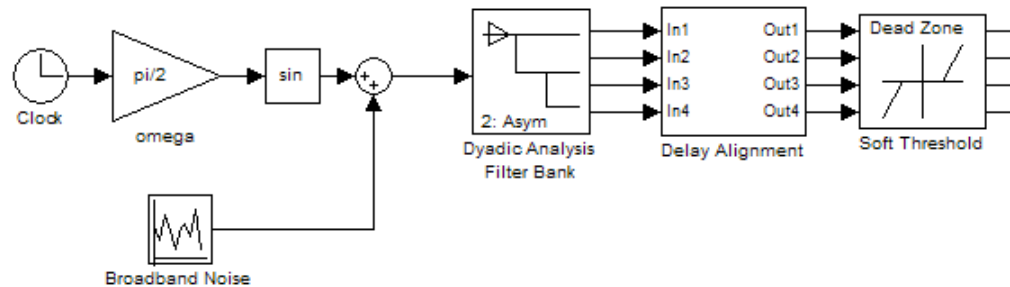 Clock
pi/2
omega
sin
Broadband Noise
2: Asym
Dyadic Analysis
Filter Bank
In1
In2
In3
In4
Out1
Out2
Out3
Out4
Delay Alignment
Dead Zone
Soft Threshold